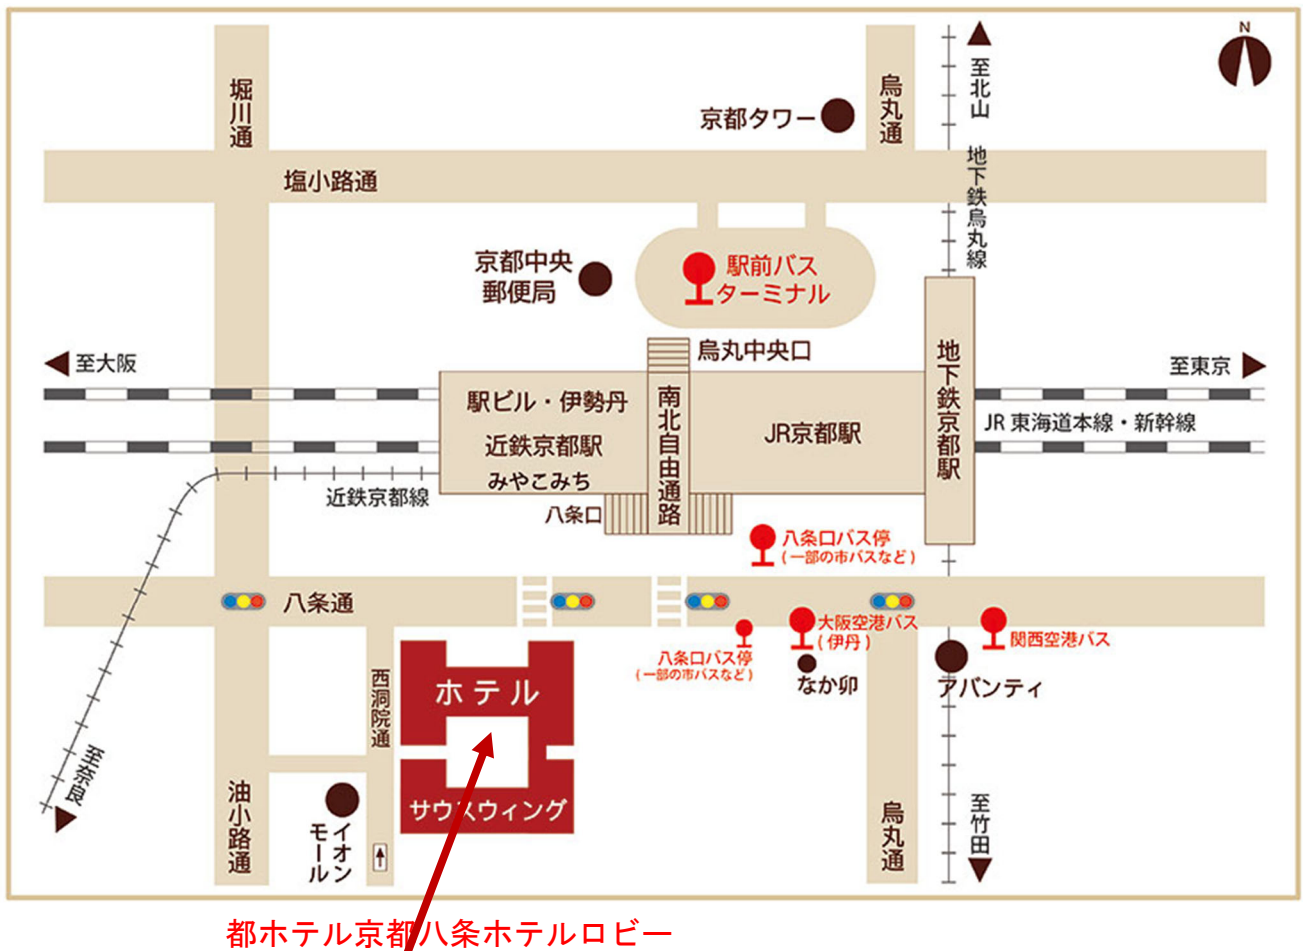 N
堀川通
京都タワー
烏丸通
至北山
塩小路通
地下鉄烏丸線
京都中央
郵便局
駅前バス
ターミナル
至大阪
烏丸中央口
至東京
駅ビル・伊勢丹
近鉄京都駅
みやこみち
南北自由通路
JR京都駅
地下鉄京都駅
JR 東海道本線・新幹線
近鉄京都線
八条口
八条口バス停
(一部の市バスなど)
八条通
大阪空港バス
(伊丹)
関西空港バス
八条口バス停
(一部の市バスなど)
なか卯
アバンティ
西洞院通
ホテル
サウスウィング
至奈良
油小路通
イオン
モール
烏丸通
至竹田
都ホテル京都八条ホテルロビー